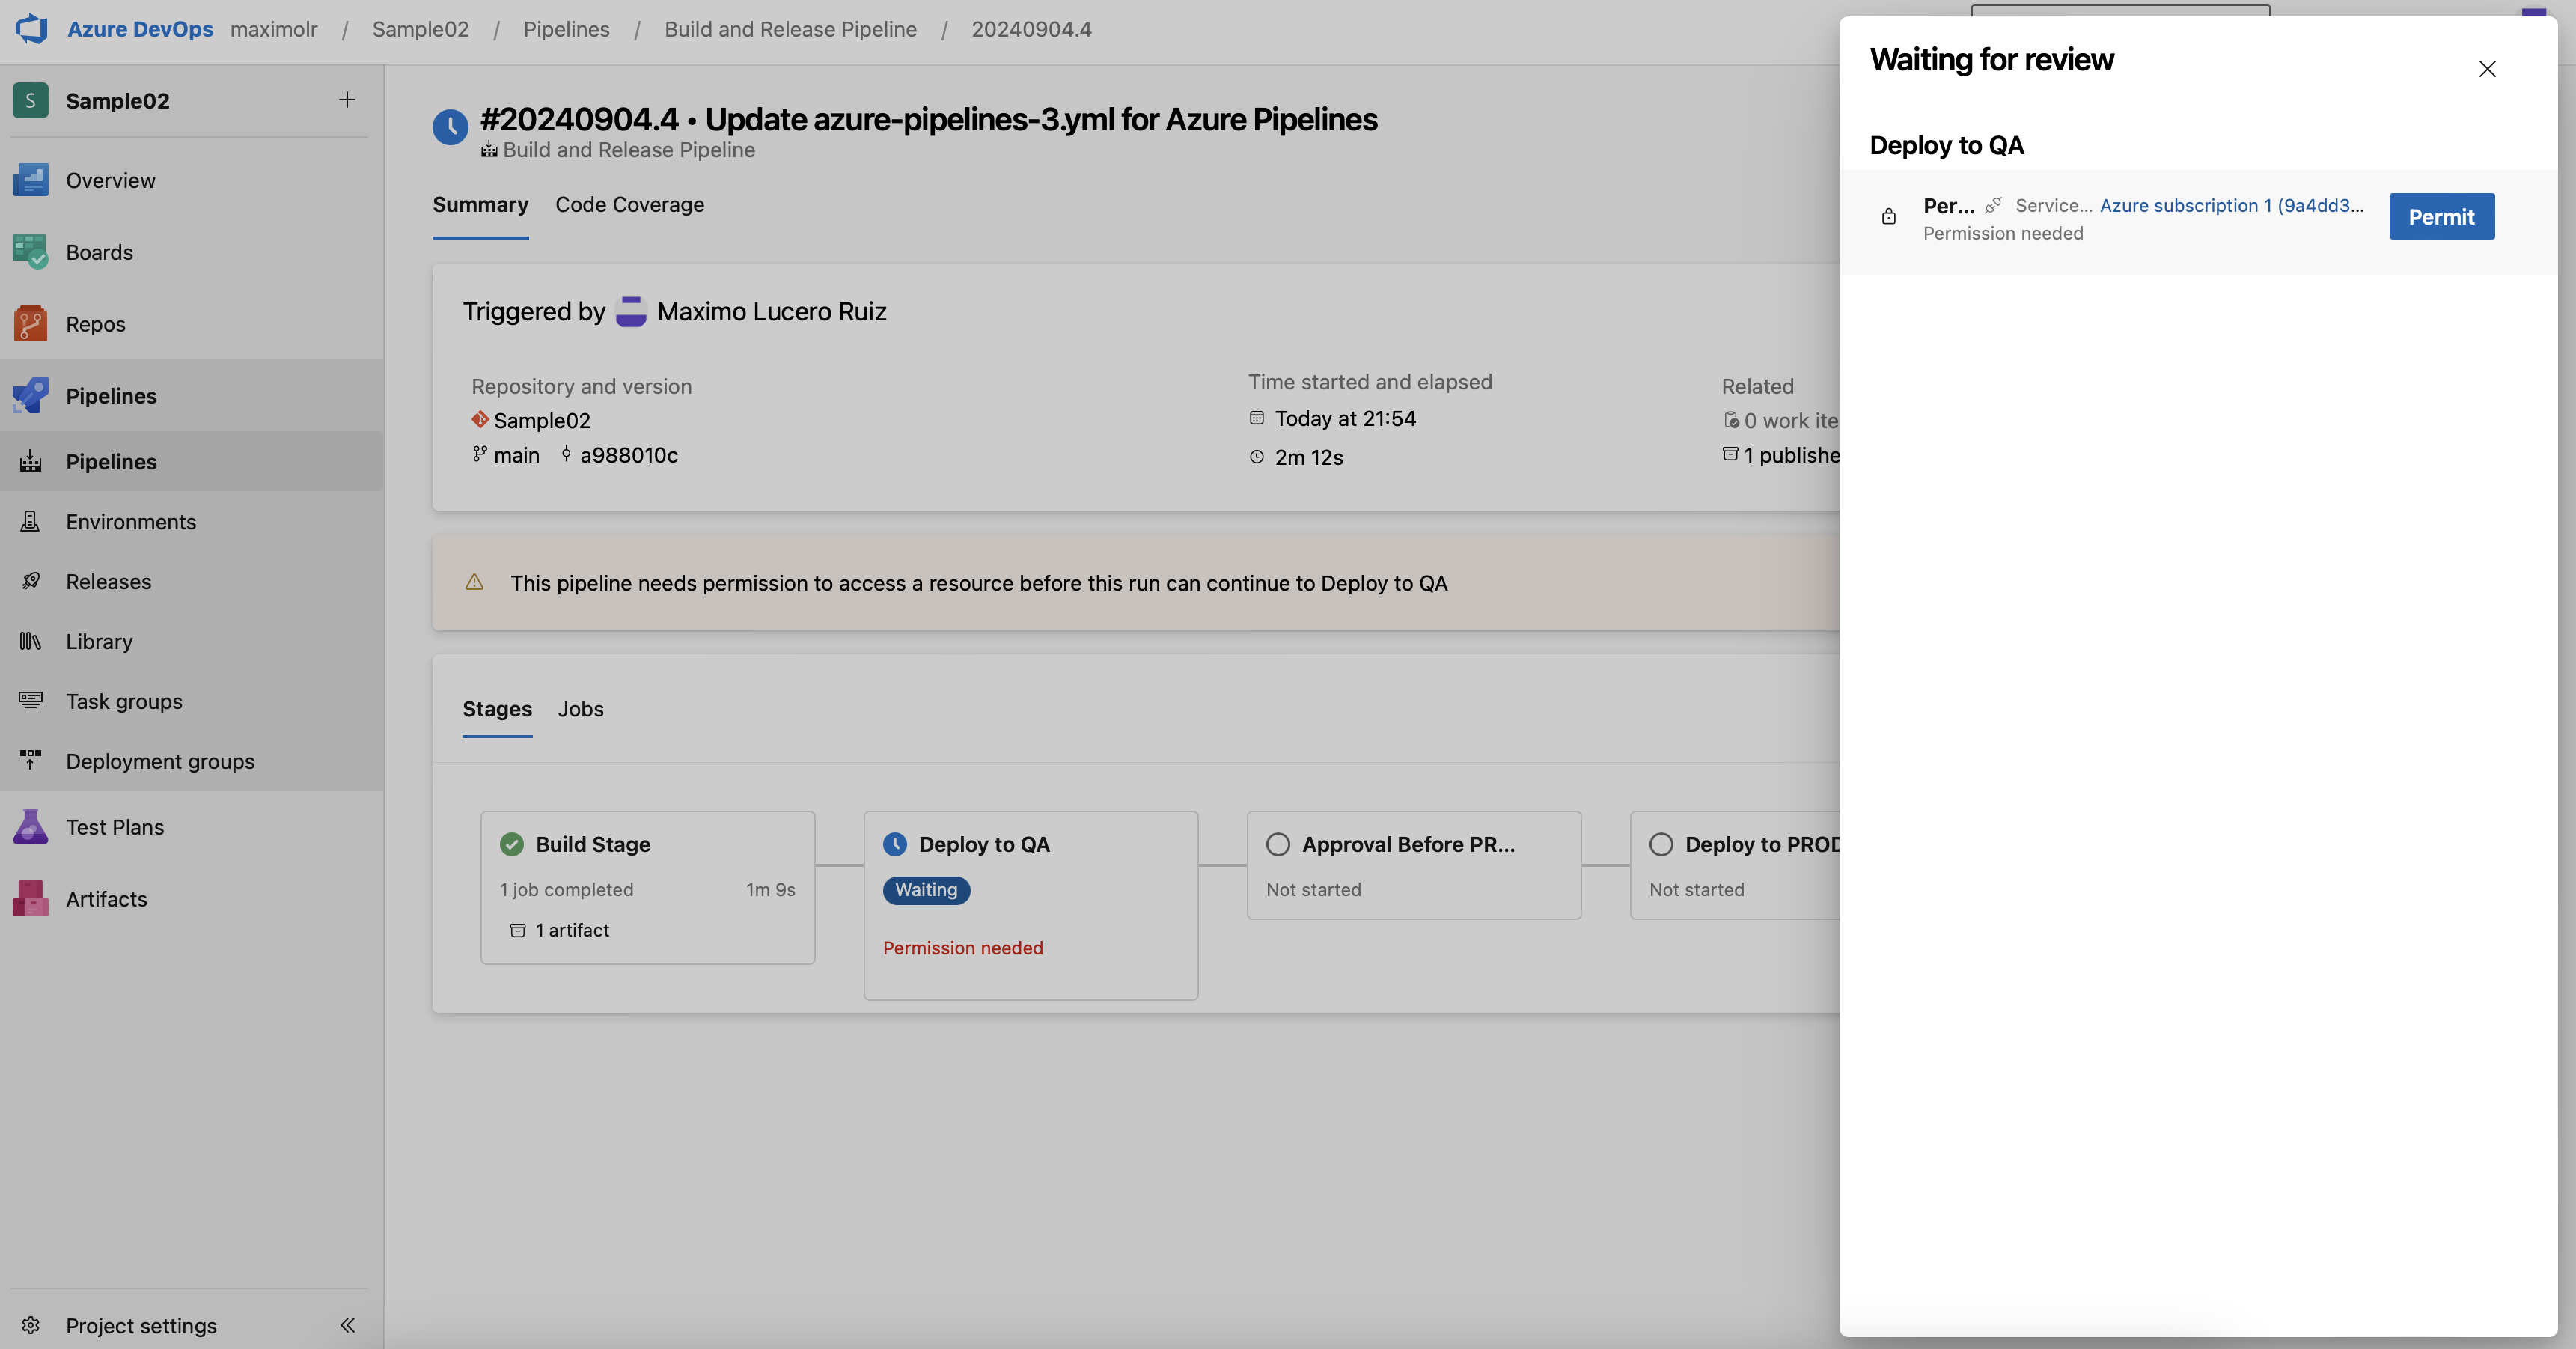 Azure DevOps maximolr / Sample02 / Pipelines / Build and Release Pipeline / 20240904.4
S Sample02
Overview
Boards
Repos
Pipelines
Pipelines
Environments
Releases
Library
Task groups
Deployment groups
Test Plans
Artifacts
Project settings
#20240904.4 • Update azure-pipelines-3.yml for Azure Pipelines
Build and Release Pipeline
Summary Code Coverage
Triggered by Maximo Lucero Ruiz
Repository and version
Sample02
main a988010c
Time started and elapsed
Today at 21:54
2m 12s
Related
0 work ite
1 publishe
This pipeline needs permission to access a resource before this run can continue to Deploy to QA
Stages Jobs
Build Stage
1 job completed 1m 9s
1 artifact
Deploy to QA
Waiting
Permission needed
Approval Before PR...
Not started
Deploy to PROD
Not started
Waiting for review
Deploy to QA
Per... Service... Azure subscription 1 (9a4dd3...
Permission needed
Permit